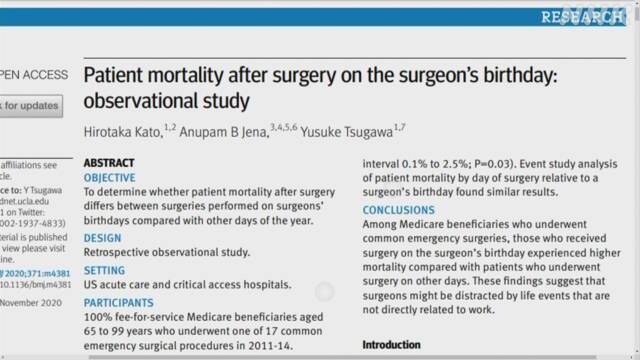 RESEARCH
OPEN ACCESS
k for updates
Patient mortality after surgery on the surgeon's birthday:
observational study
Hirotaka Kato,1,2 Anupam B Jena,3,4,5,6 Yusuke Tsugawa1,7
affiliations see
cle.
ce to: Y Tsugawa
dnet.ucla.edu
1 on Twitter:
002-1937-4833)
terial is published
view please visit
line.
J/2020;371:m4381
0.1136/bmj.m4381
November 2020
ABSTRACT
OBJECTIVE
To determine whether patient mortality after surgery
differs between surgeries performed on surgeons'
birthdays compared with other days of the year.
DESIGN
Retrospective observational study.
SETTING
US acute care and critical access hospitals.
PARTICIPANTS
100% fee-for-service Medicare beneficiaries aged
65 to 99 years who underwent one of 17 common
emergency surgical procedures in 2011-14.
interval 0.1% to 2.5%; P=0.03). Event study analysis
of patient mortality by day of surgery relative to a
surgeon's birthday found similar results.
CONCLUSIONS
Among Medicare beneficiaries who underwent
common emergency surgeries, those who received
surgery on the surgeon's birthday experienced higher
mortality compared with patients who underwent
surgery on other days. These findings suggest that
surgeons might be distracted by life events that are
not directly related to work.
Introduction